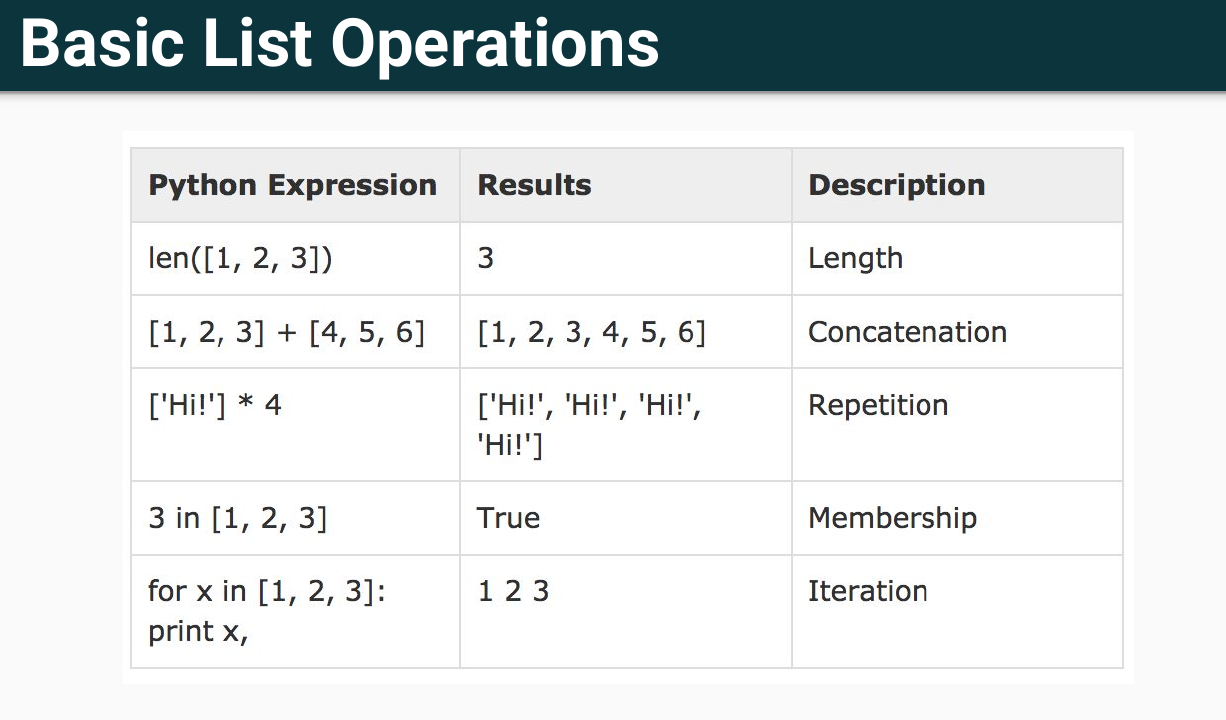 Basic List Operations
Python Expression Results Description
len([1, 2, 3]) 3 Length
[1, 2, 3] + [4, 5, 6] [1, 2, 3, 4, 5, 6] Concatenation
['Hi!'] * 4 ['Hi!', 'Hi!', 'Hi!', Repetition
'Hi!']
3 in [1, 2, 3] True Membership
for x in [1, 2, 3]: 1 2 3 Iteration
print x,